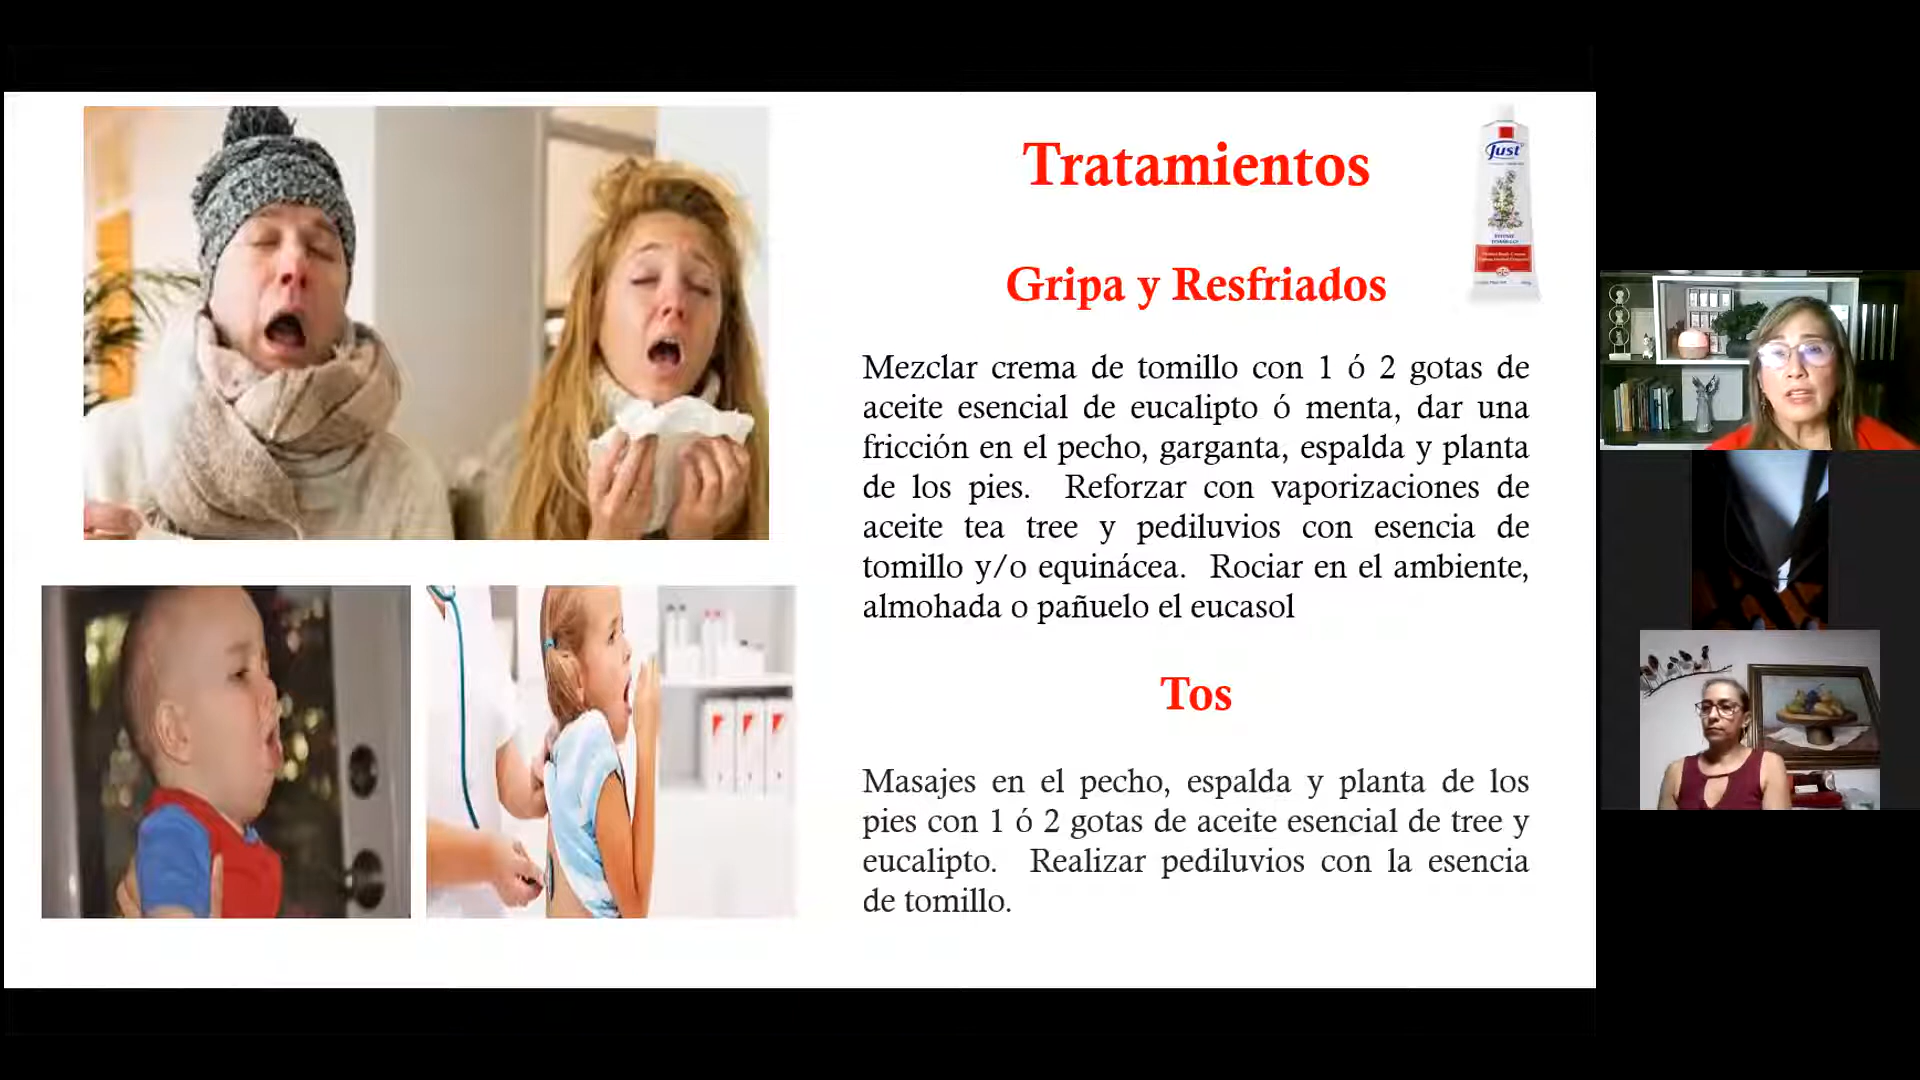 Tratamientos
Just
Gripa y Resfriados
Mezclar crema de tomillo con 1 ó 2 gotas de
aceite esencial de eucalipto ó menta, dar una
fricción en el pecho, garganta, espalda y planta
de los pies. Reforzar con vaporizaciones de
aceite tea tree y pediluvios con esencia de
tomillo y/o equinácea. Rociar en el ambiente,
almohada o pañuelo el eucasol
Tos
Masajes en el pecho, espalda y planta de los
pies con 1 ó 2 gotas de aceite esencial de tree y
eucalipto. Realizar pediluvios con la esencia
de tomillo.